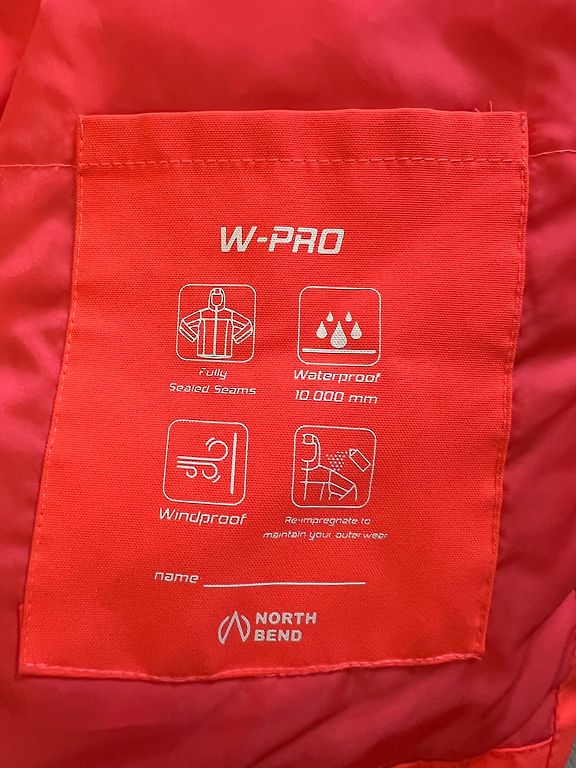 W-PRO
Fully
Sealed Seams
Waterproof
10.000 mm
Windproof
Re-impregnate to
maintain your outerwear
name
NORTH
BEND